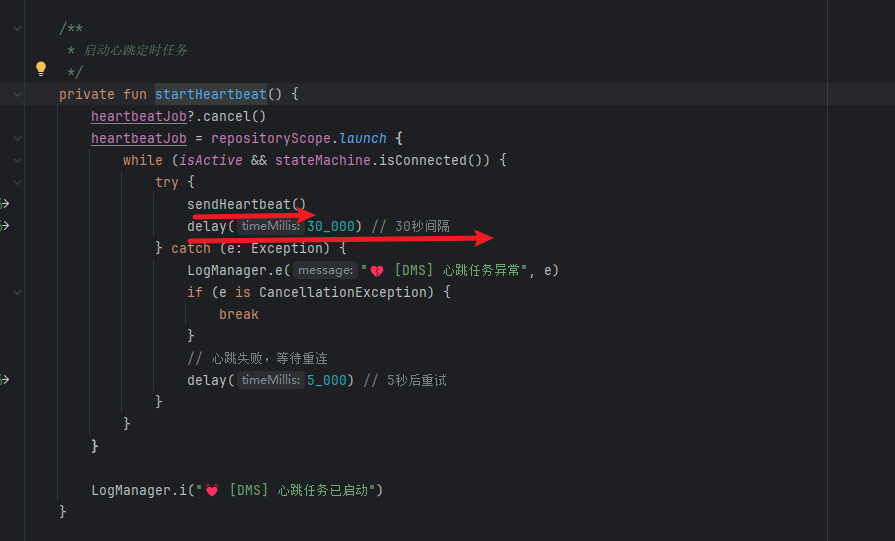 /**
 * 启动心跳定时任务
 */
private fun startHeartbeat() {
    heartbeatJob?.cancel()
    heartbeatJob = repositoryScope.launch {
        while (isActive && stateMachine.isConnected()) {
            try {
                sendHeartbeat()
                delay( timeMillis: 30_000) // 30秒间隔
            } catch (e: Exception) {
                LogManager.e( message: "💔 [DMS] 心跳任务异常", e)
                if (e is CancellationException) {
                    break
                }
                // 心跳失败，等待重连
                delay( timeMillis: 5_000) // 5秒后重试
            }
        }
    }
    LogManager.i("💓 [DMS] 心跳任务已启动")
}